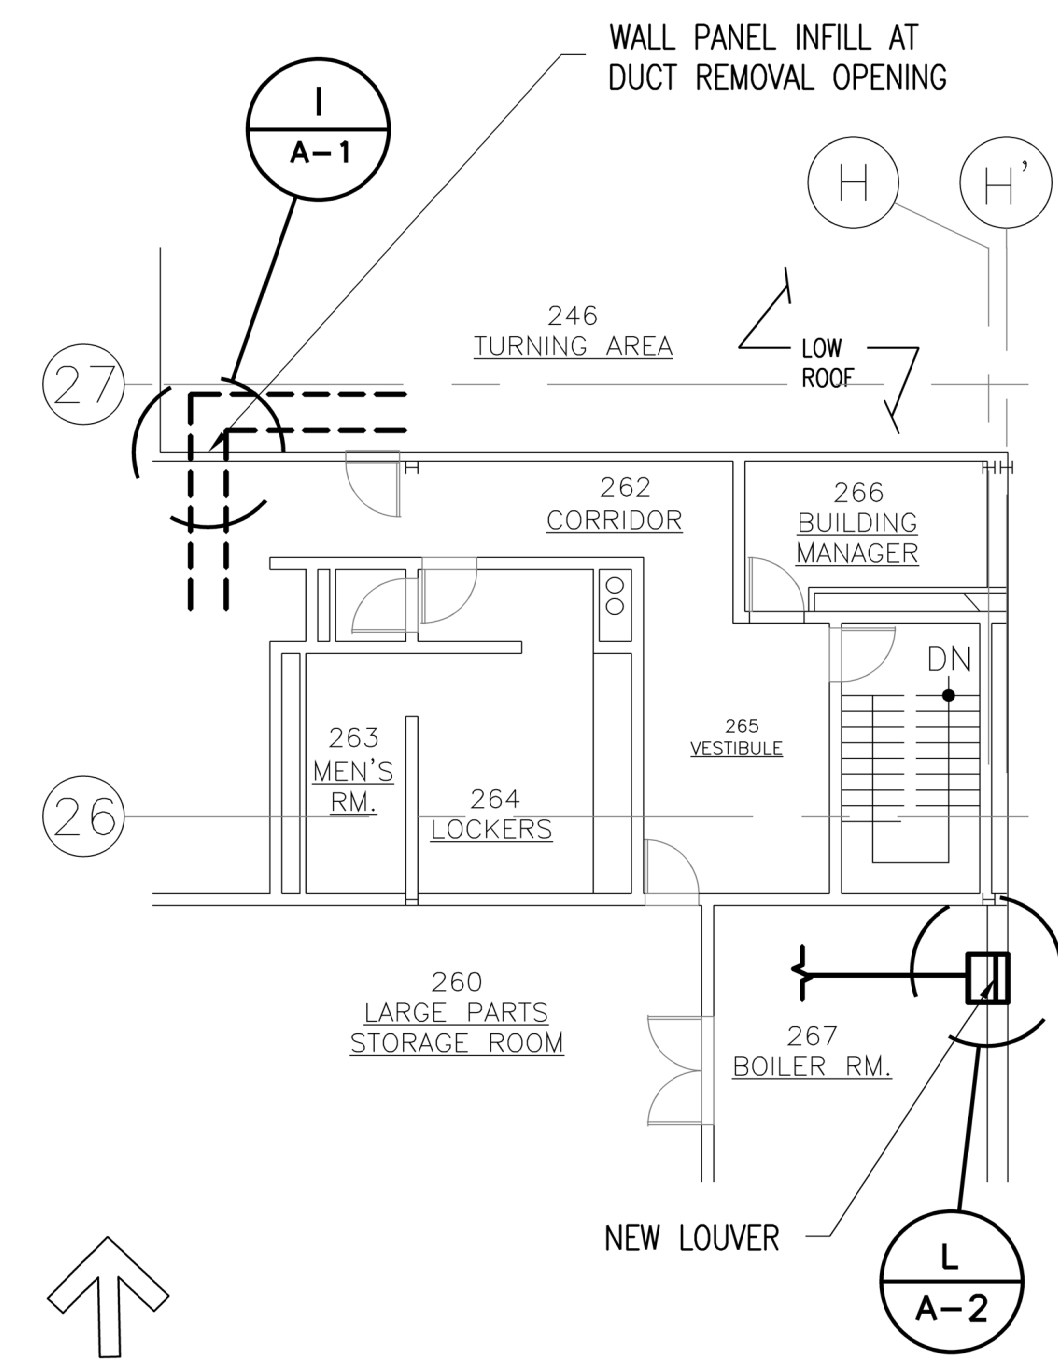 WALL PANEL INFILL AT
DUCT REMOVAL OPENING
I
A-1
H
H'
246
TURNING AREA
LOW
ROOF
27
262
CORRIDOR
266
BUILDING
MANAGER
DN
265
VESTIBULE
263
MEN'S
RM.
264
LOCKERS
26
260
LARGE PARTS
STORAGE ROOM
267
BOILER RM.
NEW LOUVER
L
A-2